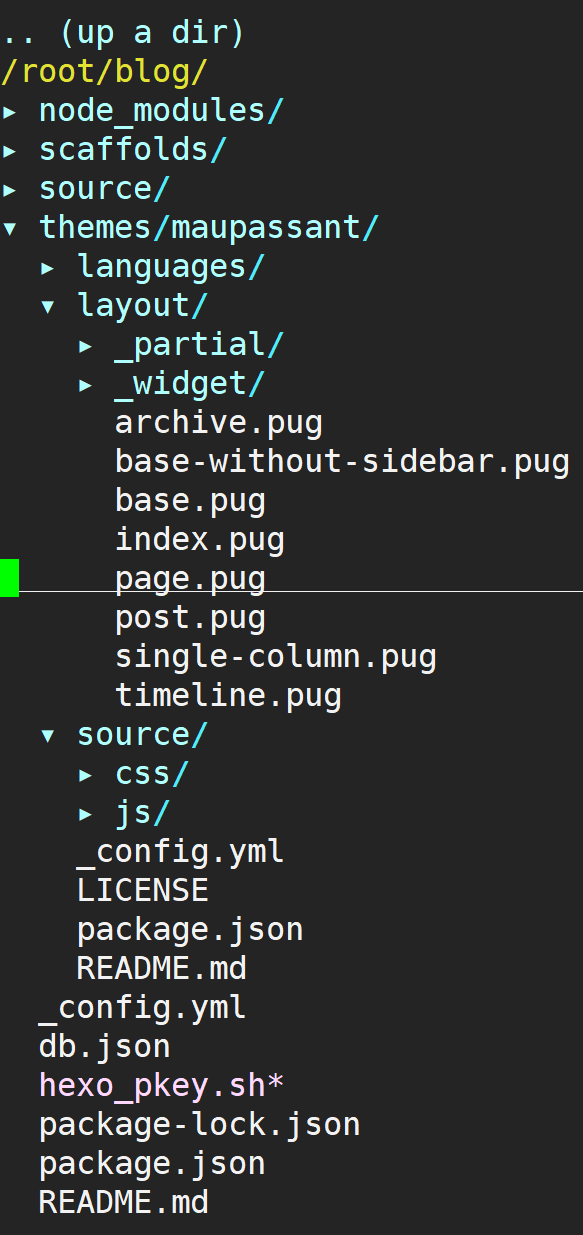 .. (up a dir)
/root/blog/
▸ node_modules/
▸ scaffolds/
▸ source/
▾ themes/maupassant/
▸ languages/
▾ layout/
▸ _partial/
▸ _widget/
archive.pug
base-without-sidebar.pug
base.pug
index.pug
page.pug
post.pug
single-column.pug
timeline.pug
▾ source/
▸ css/
▸ js/
_config.yml
LICENSE
package.json
README.md
_config.yml
db.json
hexo_pkey.sh*
package-lock.json
package.json
README.md